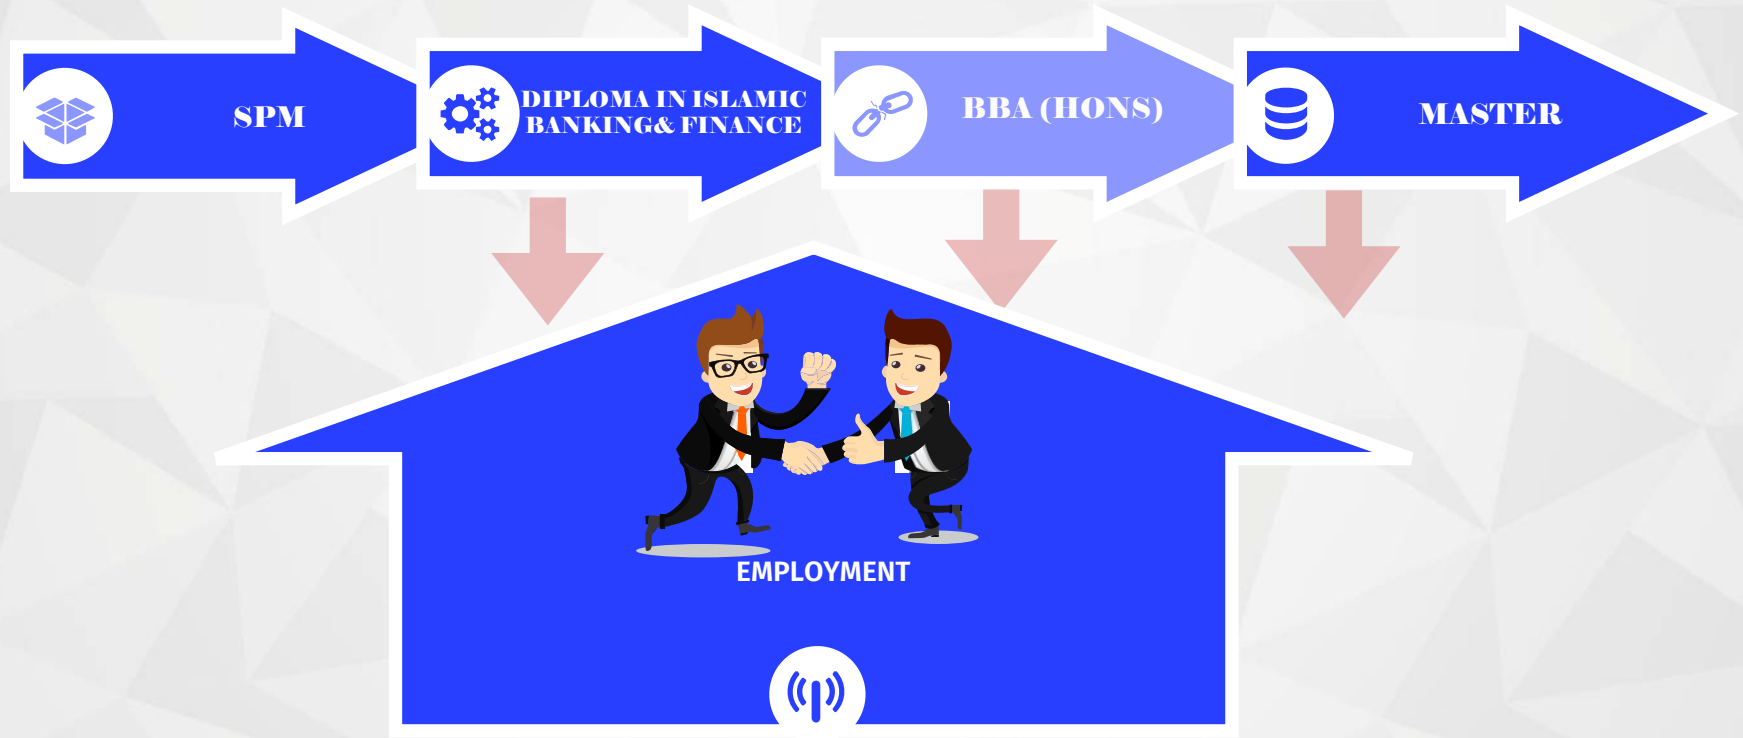 SPM
DIPLOMA IN ISLAMIC
BANKING& FINANCE
BBA (HONS)
MASTER
EMPLOYMENT